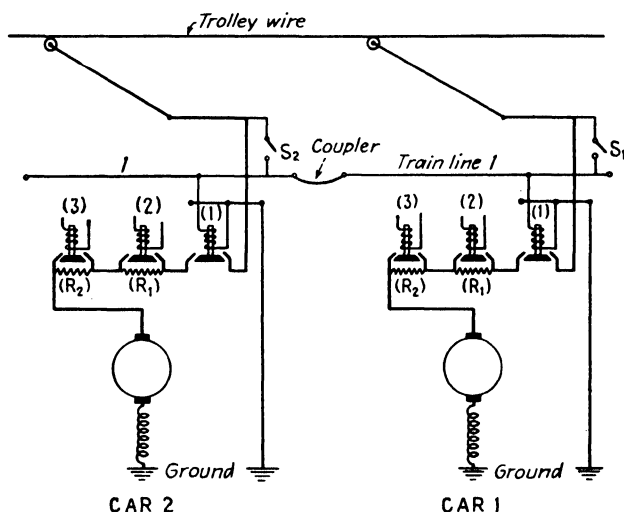 Trolley wire
S₂
Coupler
S₁
1
Train line 1
(3)
(2)
(1)
(3)
(2)
(1)
(R₂)
(R₁)
(R₂)
(R₁)
Ground
Ground
CAR 2
CAR 1